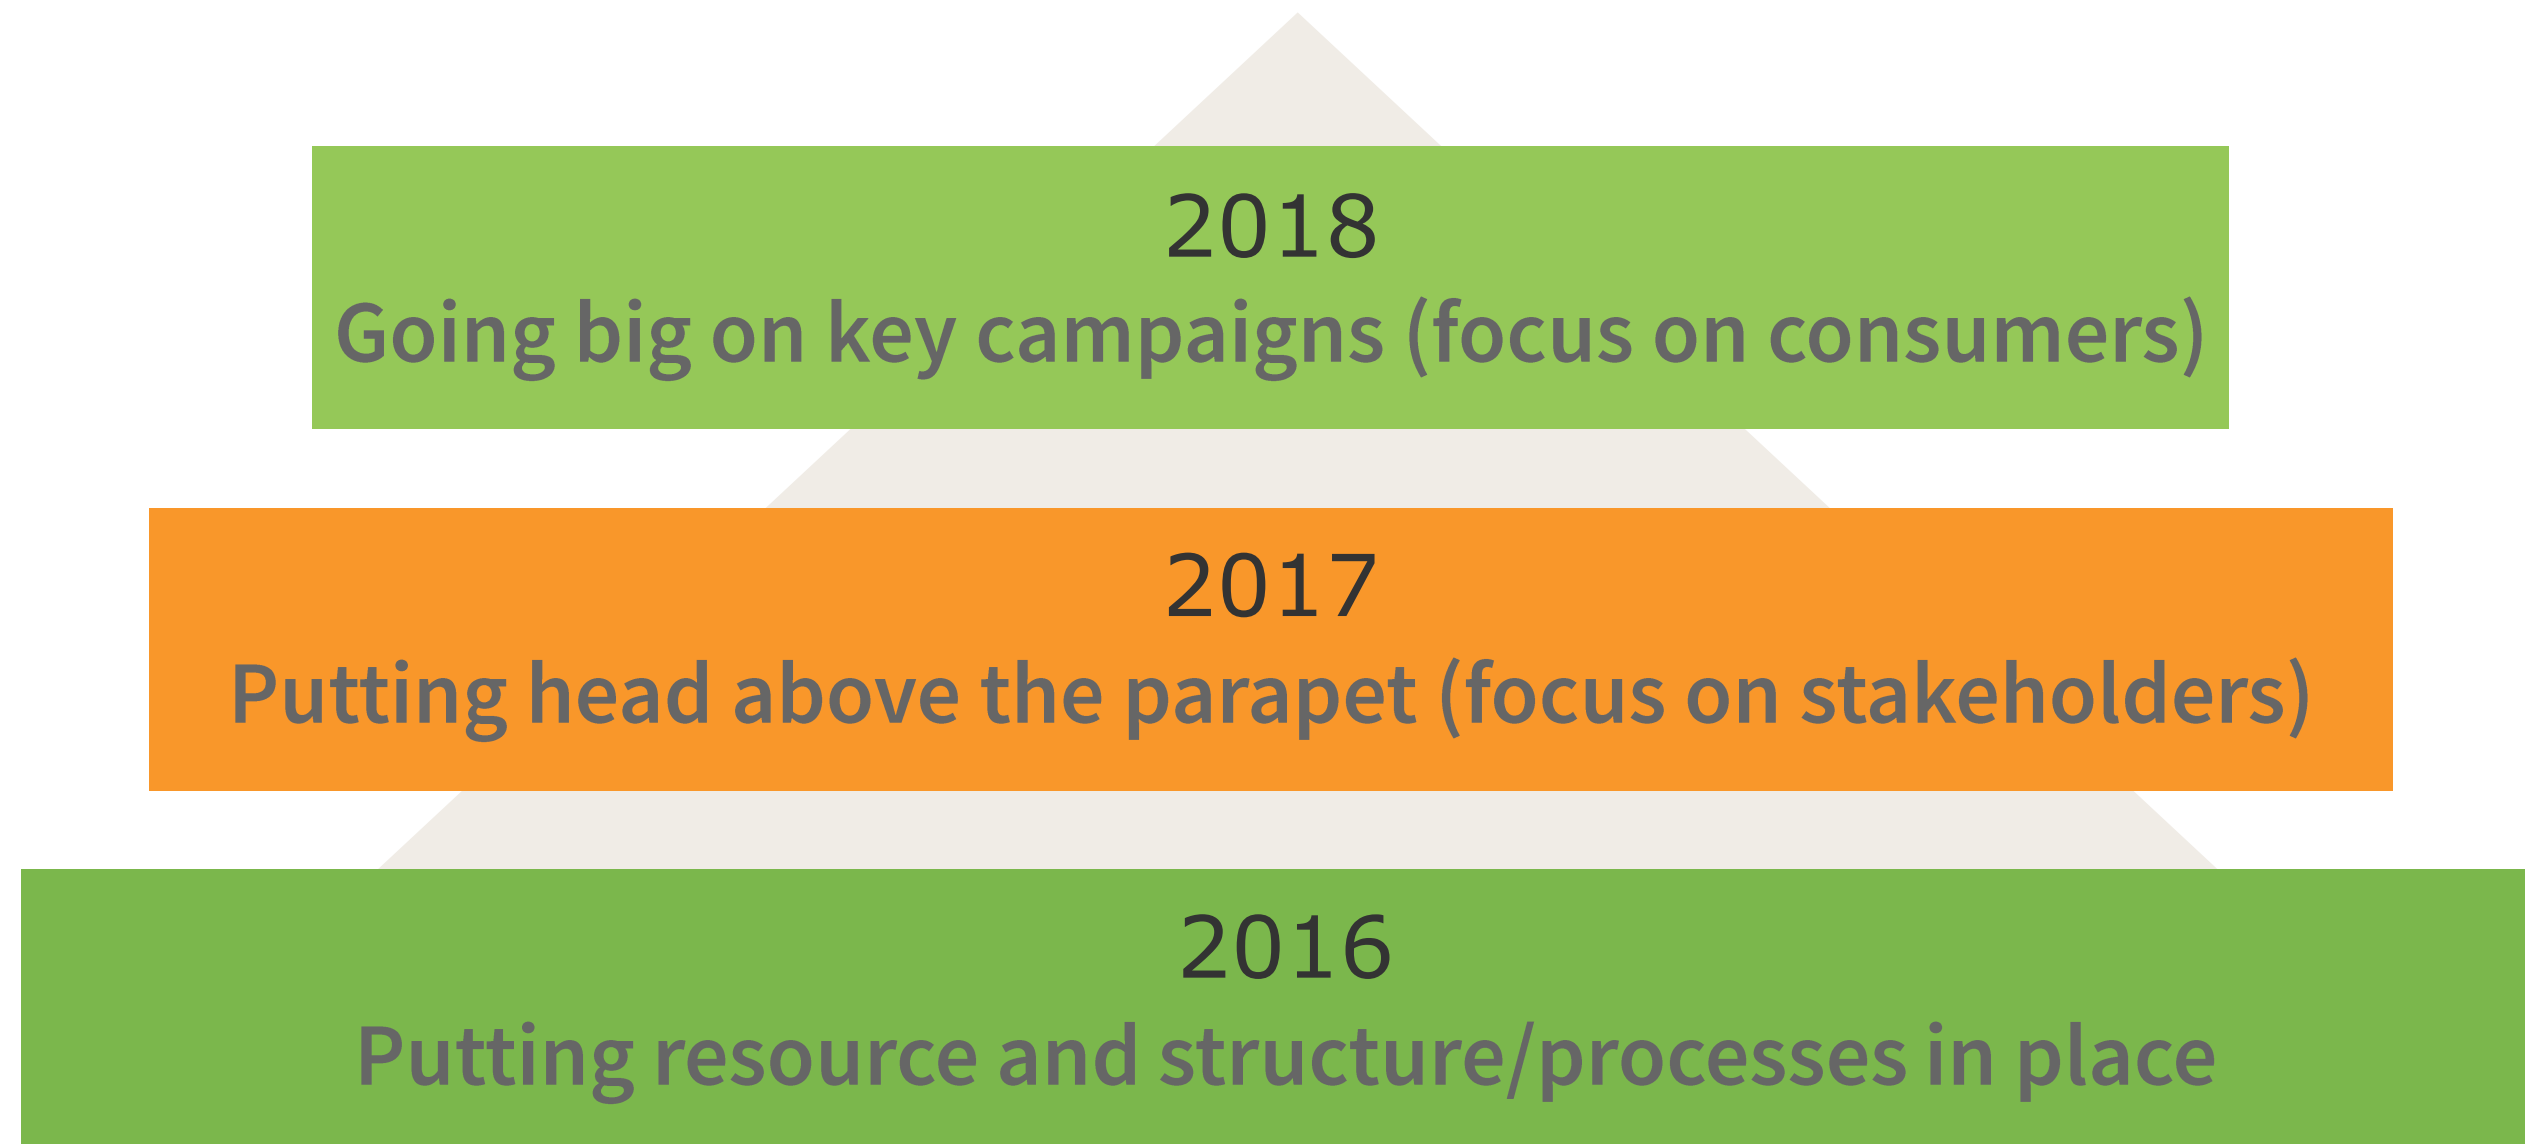 2018
Going big on key campaigns (focus on consumers)
2017
Putting head above the parapet (focus on stakeholders)
2016
Putting resource and structure/processes in place